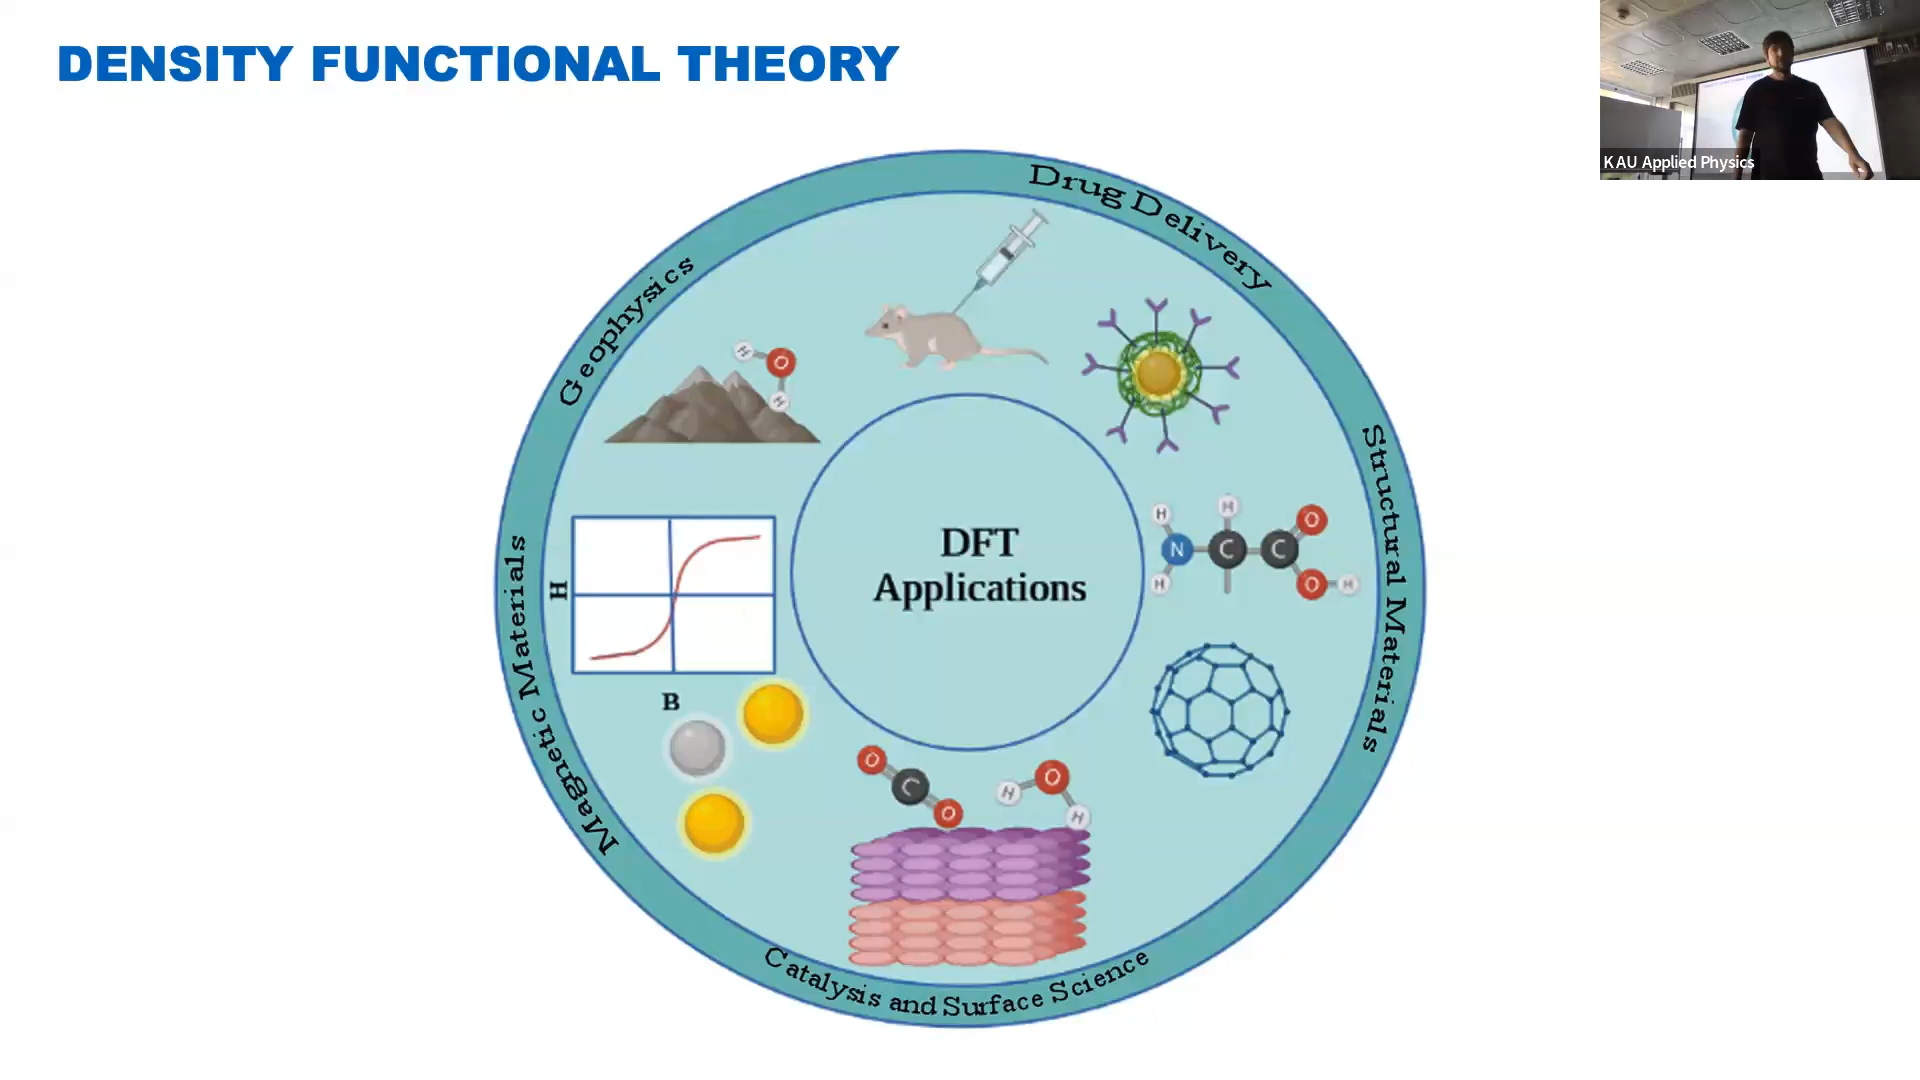 DENSITY FUNCTIONAL THEORY
KAU Applied Physics
Drug Delivery
Geophysics
H
O
H
Structural Materials
DFT
Applications
H
H
O
N
C
C
H
O
H
Magnetic Materials
H
B
O
C
O
H
O
H
Catalysis and Surface Science